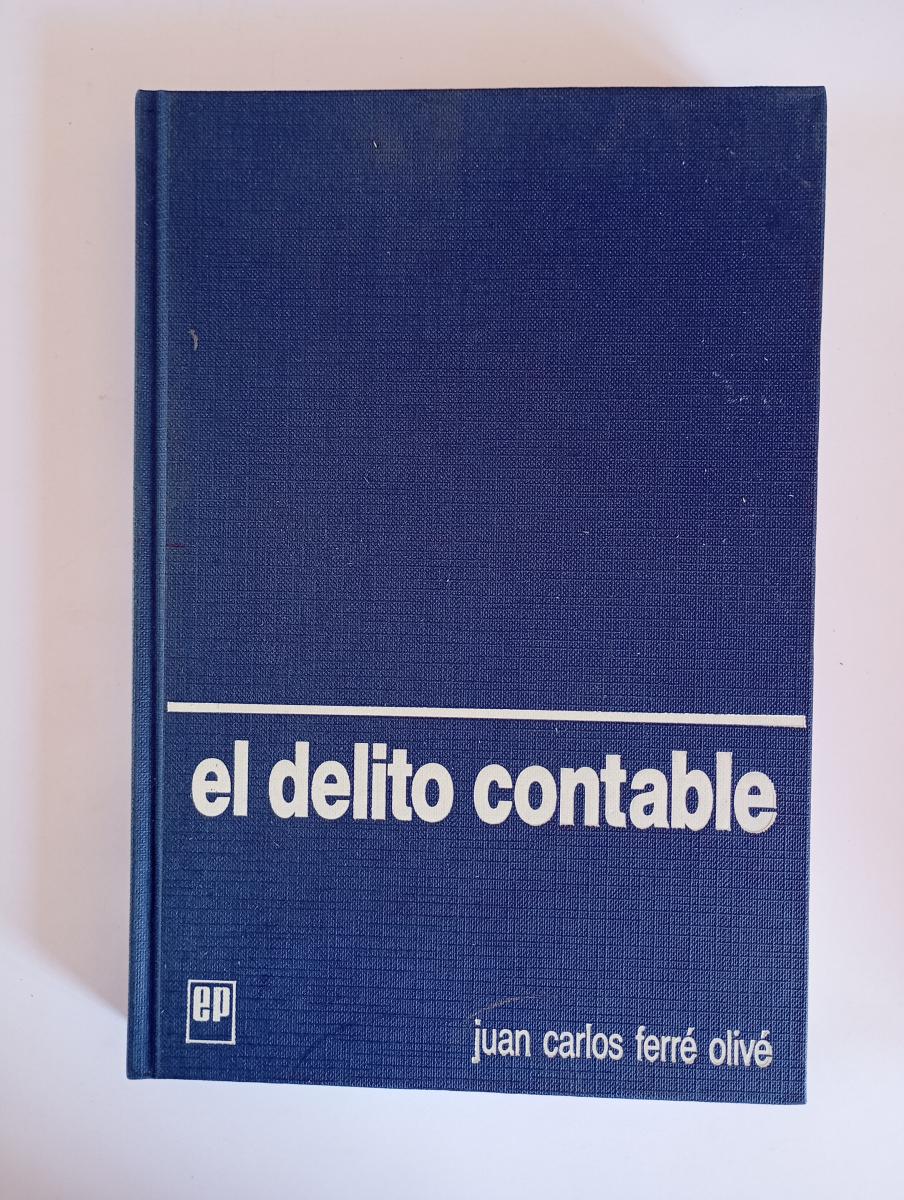 el delito contable
ep
juan carlos ferré olivé